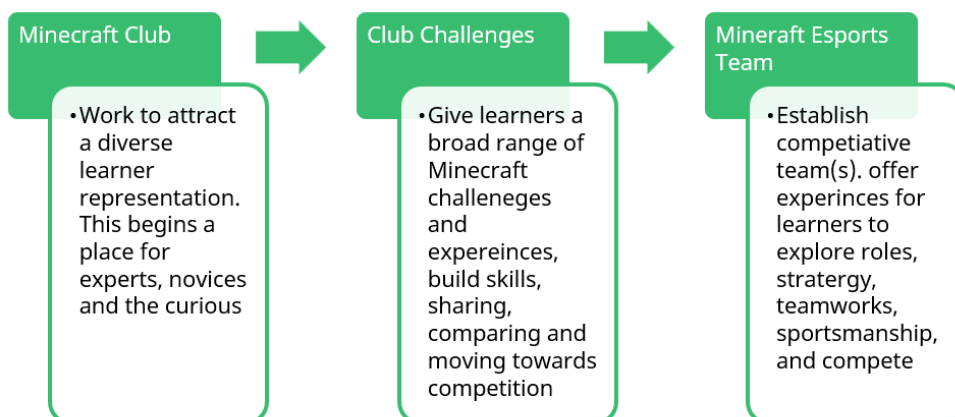 Minecraft Club
•Work to attract
a diverse
learner
representation.
This begins a
place for
experts, novices
and the curious
Club Challenges
•Give learners a
broad range of
Minecraft
challeneges
and
expereinces,
build skills,
sharing,
comparing and
moving towards
competition
Mineraft Esports
Team
•Establish
competiative
team(s). offer
experinces for
learners to
explore roles,
stratergy,
teamworks,
sportsmanship,
and compete